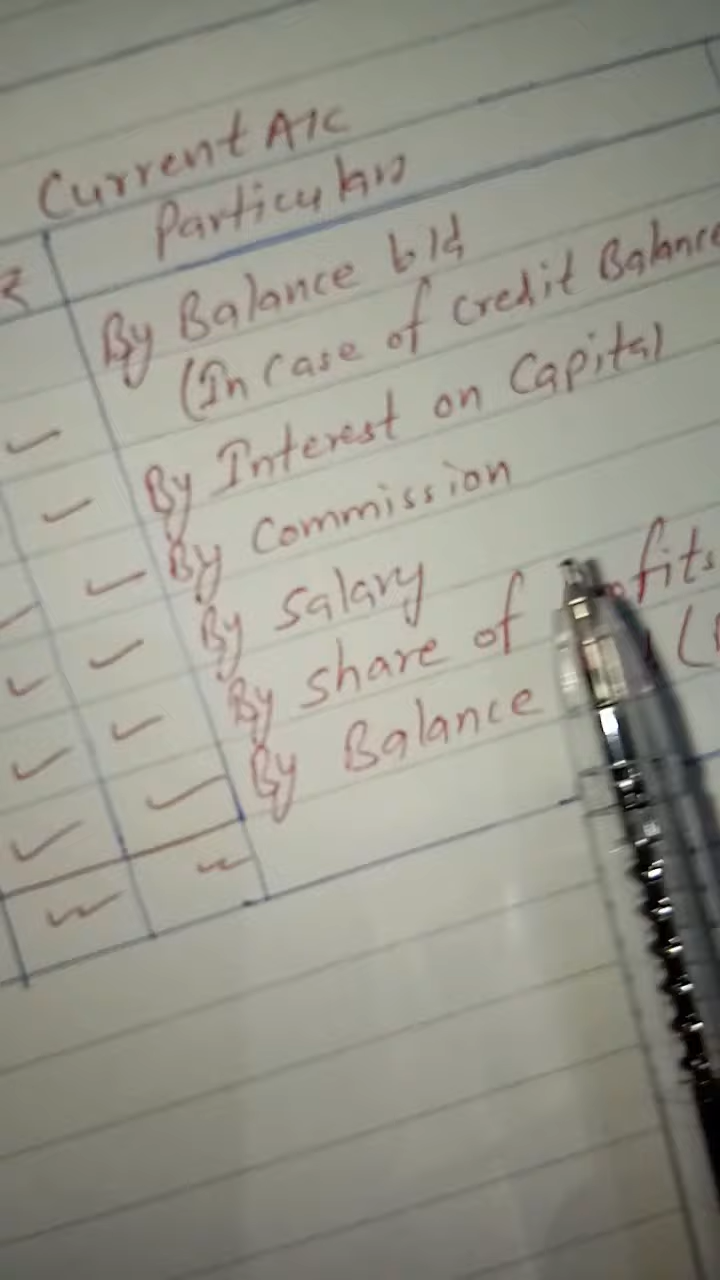 Current A/c
₹ Particulars
By Balance b/d
(In case of credit Balance
By Interest on Capital
By Commission
By Salary
By share of
By Balance